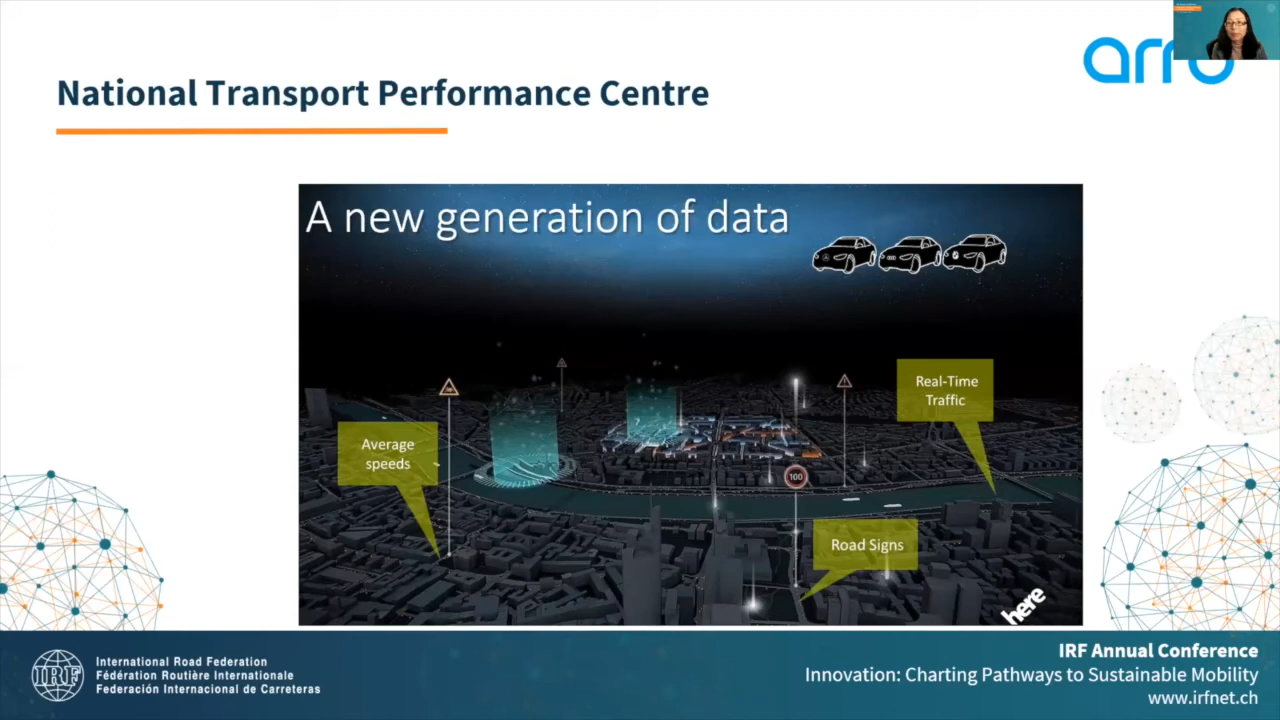 arro
National Transport Performance Centre
A new generation of data
Average
speeds
Real-Time
Traffic
100
Road Signs
here
IRF
International Road Federation
Fédération Routière Internationale
Federación Internacional de Carreteras
IRF Annual Conference
Innovation: Charting Pathways to Sustainable Mobility
www.irfnet.ch